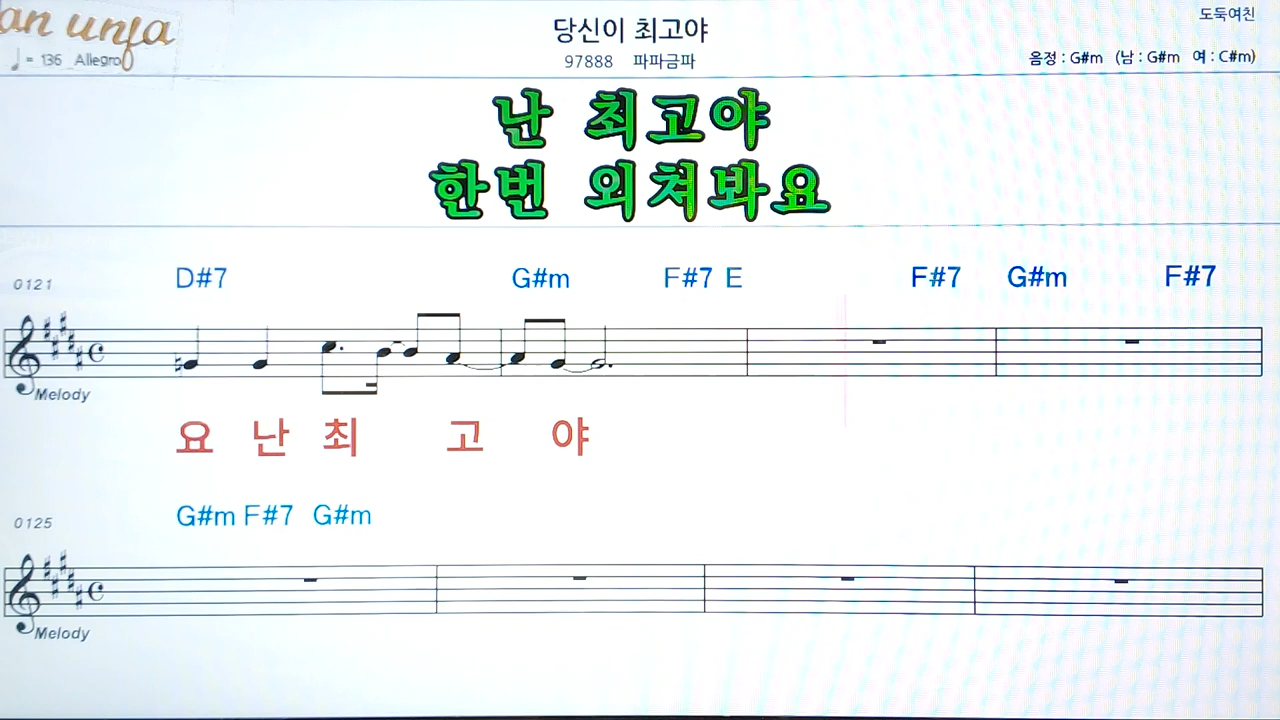 an unja
♩ = 136 Allegro
당신이 최고야
97888 파파금파
도둑여친
음정 : G#m (남 : G#m 여 : C#m)
난 최고야
한번 외쳐봐요
0121 D#7 G#m F#7 E F#7 G#m F#7
Melody
요 난 최 고 야
0125 G#m F#7 G#m
Melody